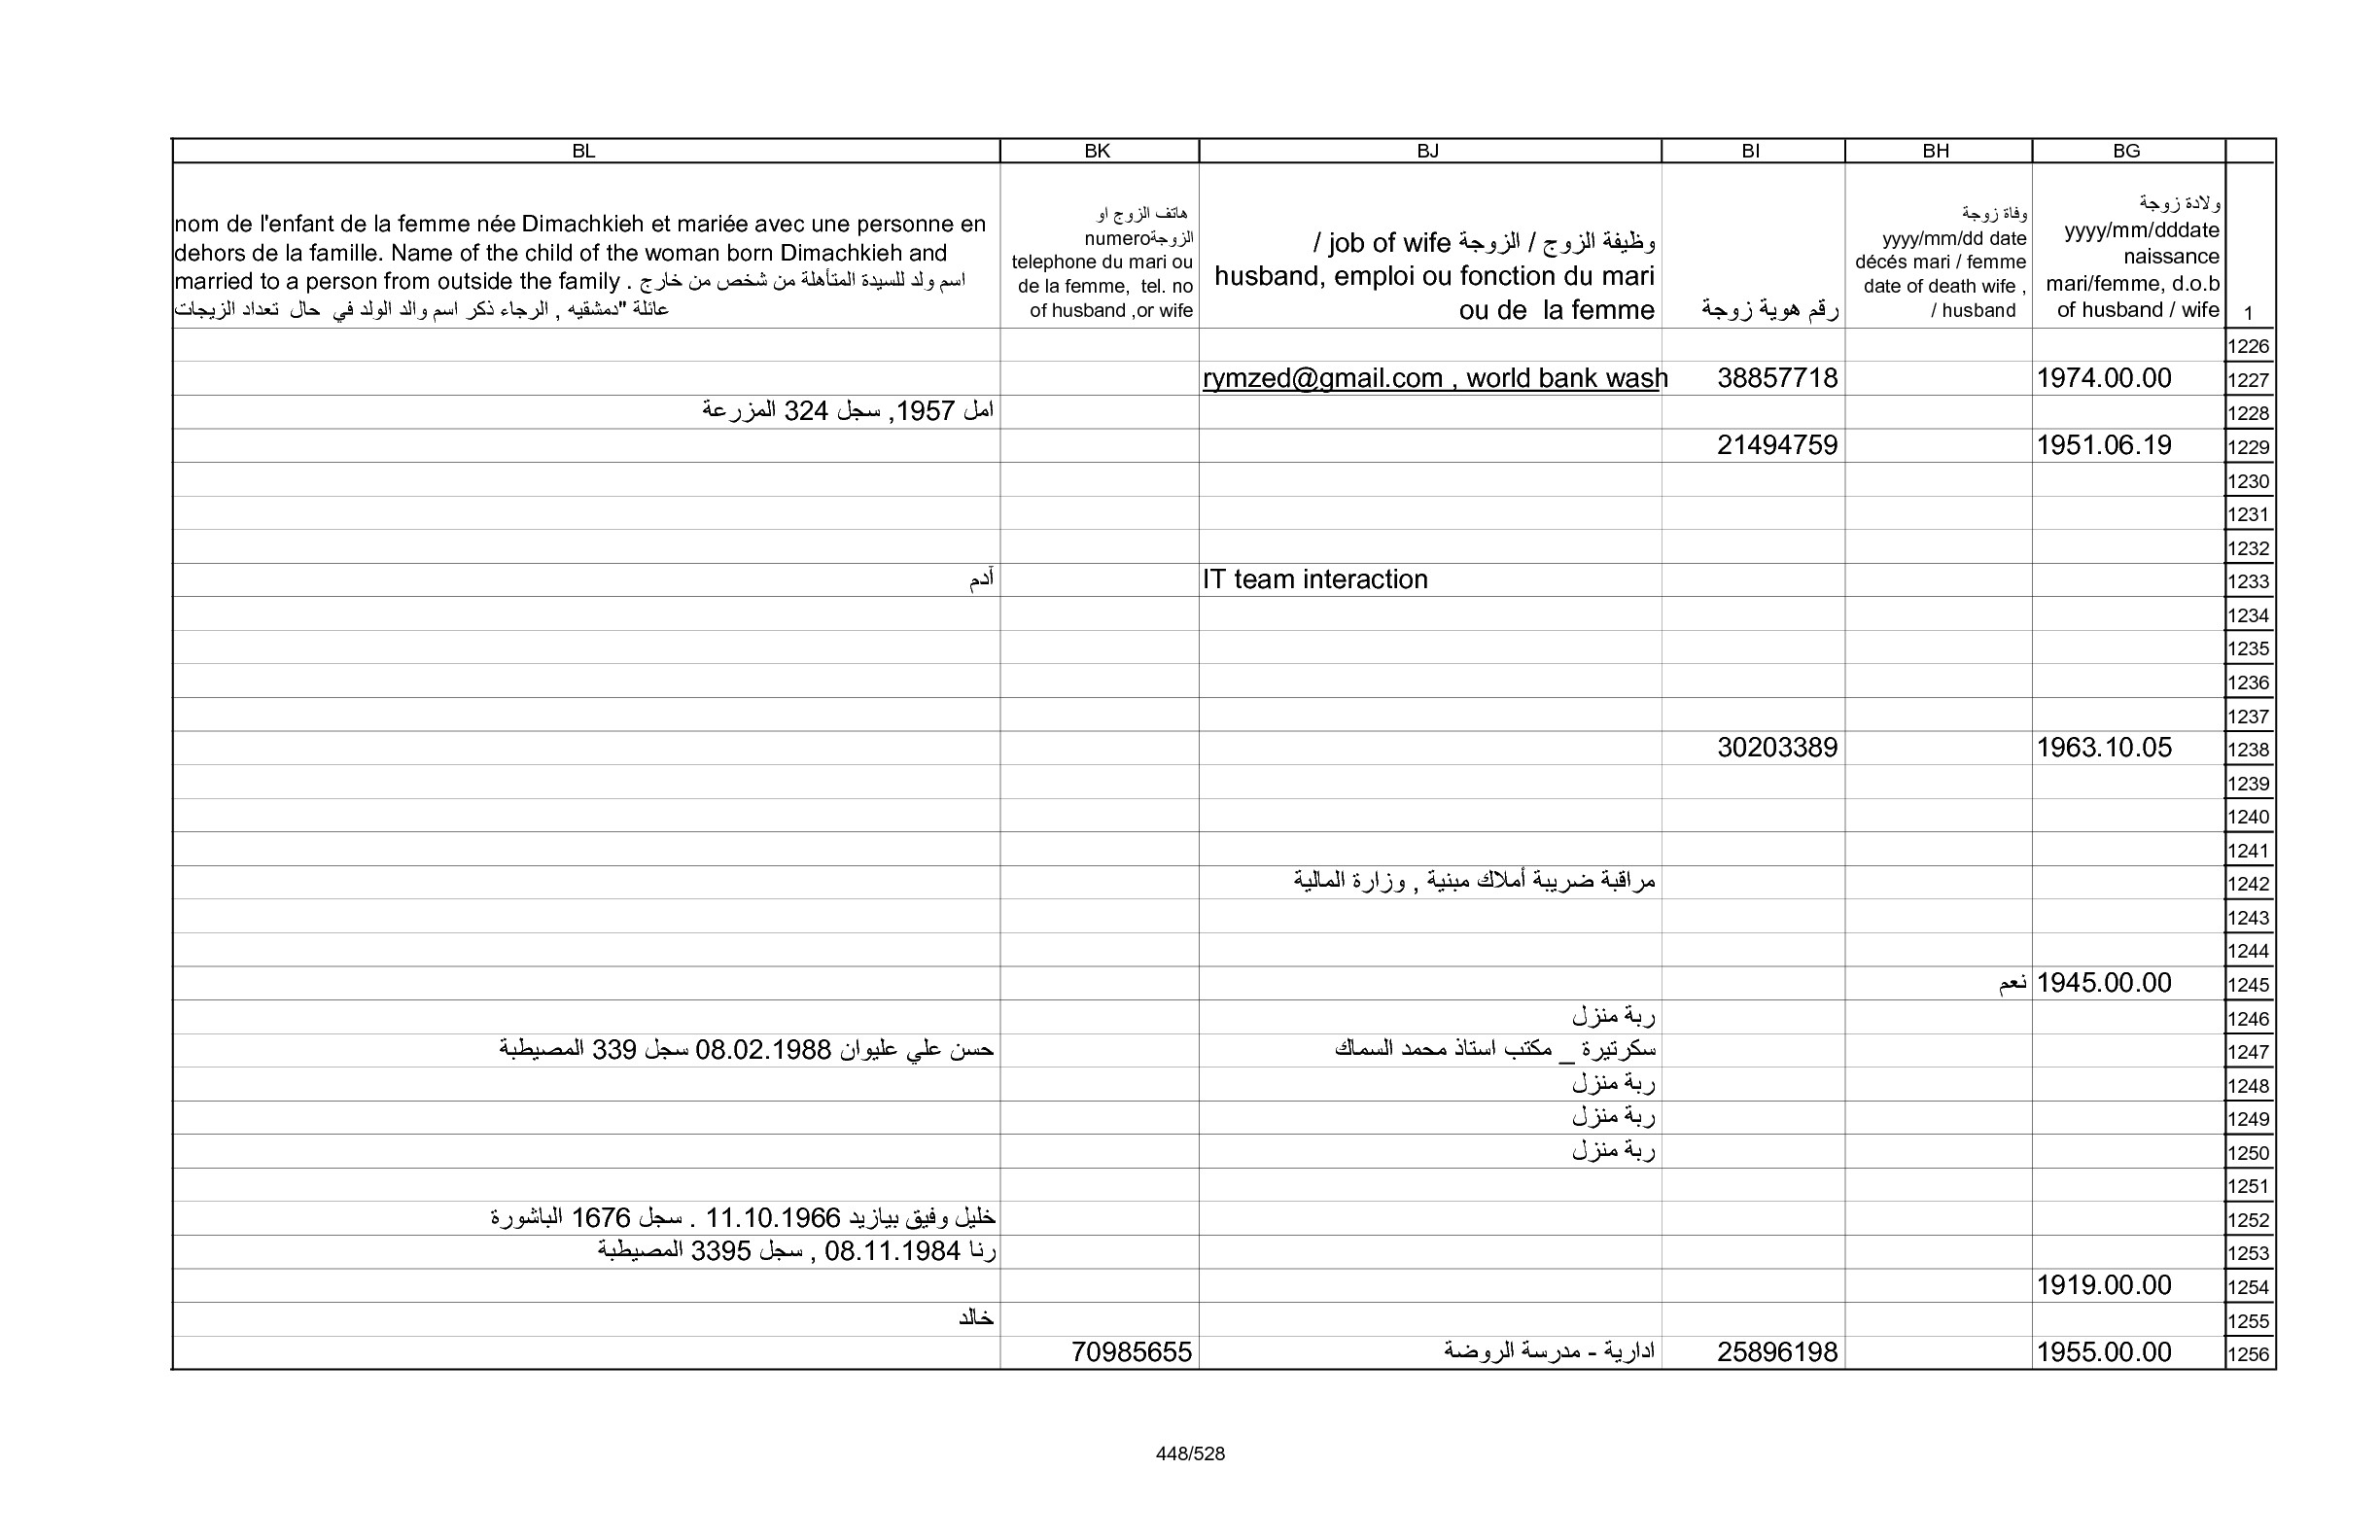 BL BK BJ BI BH BG
nom de l'enfant de la femme née Dimachkieh et mariée avec une personne en
dehors de la famille. Name of the child of the woman born Dimachkieh and
married to a person from outside the family . اسم ولد للسيدة المتأهلة من شخص من خارج
عائلة "دمشقيه , الرجاء ذكر اسم والد الولد في حال تعداد الزيجات
هاتف الزوج او
الزوجةnumero
telephone du mari ou
de la femme, tel. no
of husband ,or wife
وظيفة الزوج / الزوجة job of wife /
husband, emploi ou fonction du mari
ou de la femme
رقم هوية زوجة
وفاة زوجة
yyyy/mm/dd date
décés mari / femme
date of death wife ,
/ husband
ولادة زوجة
yyyy/mm/dddate
naissance
mari/femme, d.o.b
of husband / wife
1
1226
rymzed@gmail.com , world bank wash 38857718 1974.00.00 1227
امل 1957, سجل 324 المزرعة 1228
21494759 1951.06.19 1229
1230
1231
1232
آدم IT team interaction 1233
1234
1235
1236
1237
30203389 1963.10.05 1238
1239
1240
1241
مراقبة ضريبة أملاك مبنية , وزارة المالية 1242
1243
1244
نعم 1945.00.00 1245
ربة منزل 1246
حسن علي عليوان 08.02.1988 سجل 339 المصيطبة سكرتيرة _ مكتب استاذ محمد السماك 1247
ربة منزل 1248
ربة منزل 1249
ربة منزل 1250
1251
خليل وفيق بيازيد 11.10.1966 . سجل 1676 الباشورة 1252
رنا 08.11.1984 , سجل 3395 المصيطبة 1253
1919.00.00 1254
خالد 1255
70985655 ادارية - مدرسة الروضة 25896198 1955.00.00 1256
448/528